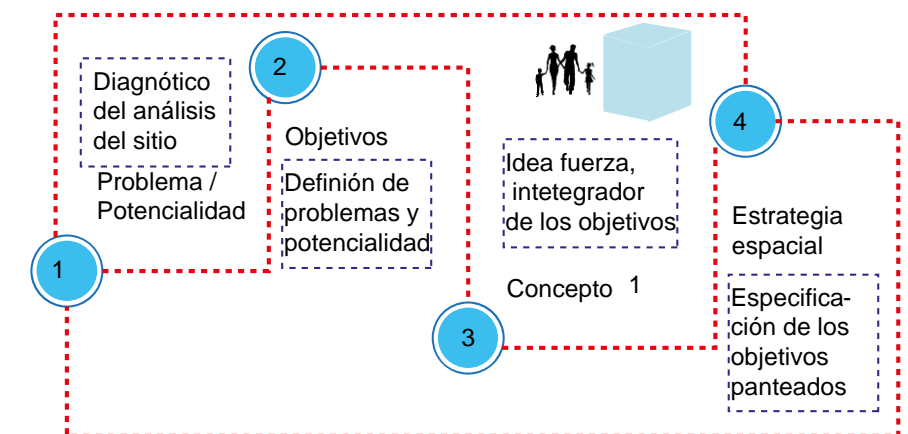 1
Diagnótico
del análisis
del sitio
Problema /
Potencialidad
2
Objetivos
Definión de
problemas y
potencialidad
3
Idea fuerza,
intetegrador
de los objetivos
Concepto 1
4
Estrategia
espacial
Especifica-
ción de los
objetivos
panteados